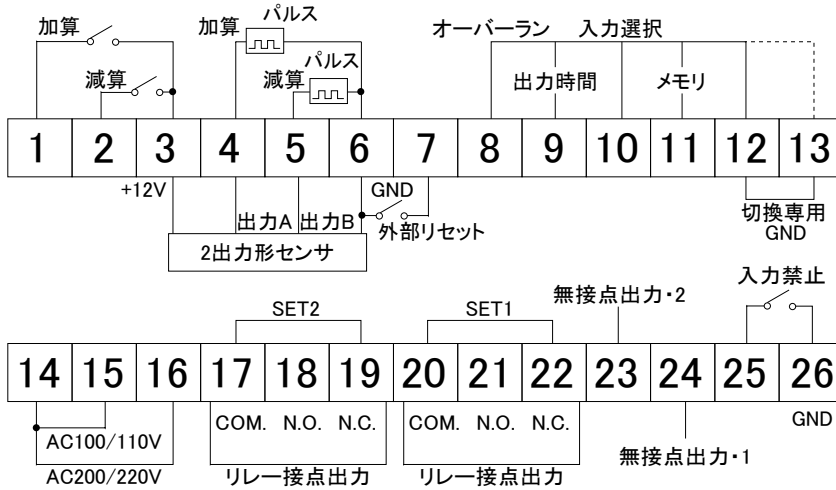 加算
減算
加算
パルス
減算
パルス
オーバーラン
入力選択
出力時間
メモリ
1 2 3 4 5 6 7 8 9 10 11 12 13
+12V
出力A
出力B
GND
外部リセット
2出力形センサ
切換専用
GND
入力禁止
SET2
SET1
無接点出力・2
14 15 16 17 18 19 20 21 22 23 24 25 26
COM. N.O. N.C.
COM. N.O. N.C.
GND
AC100/110V
AC200/220V
リレー接点出力
リレー接点出力
無接点出力・1